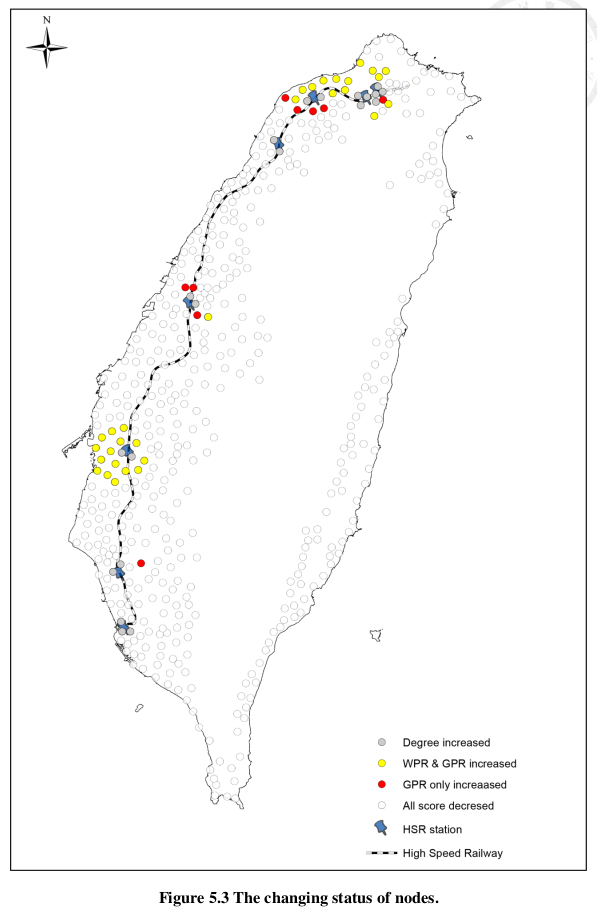 N
Degree increased
WPR & GPR increased
GPR only increaased
All score decresed
HSR station
High Speed Railway
Figure 5.3 The changing status of nodes.